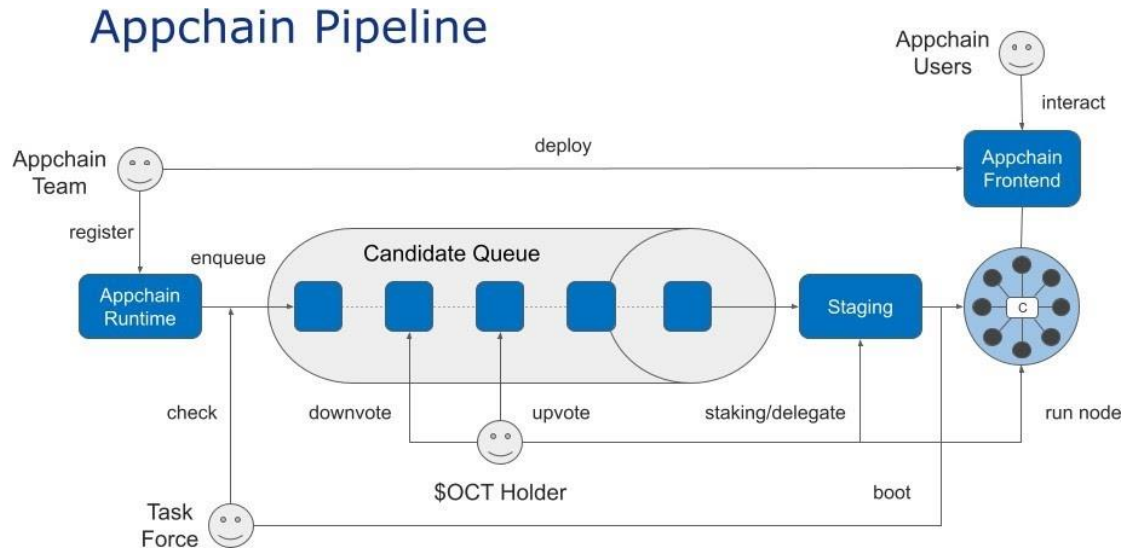 Appchain Pipeline
Appchain
Users
interact
Appchain
Team
deploy
Appchain
Frontend
register
enqueue
Candidate Queue
Appchain
Runtime
Staging
C
check
downvote
upvote
staking/delegate
run node
$OCT Holder
boot
Task
Force